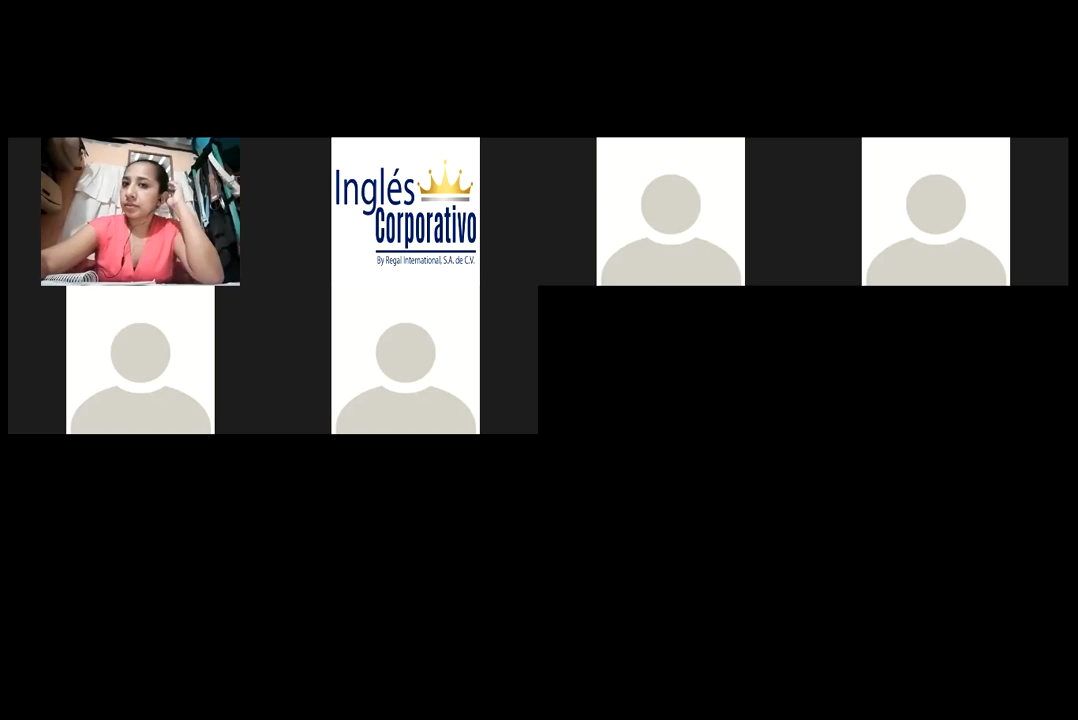 Inglés
Corporativo
By Regal International, S.A. de C.V.